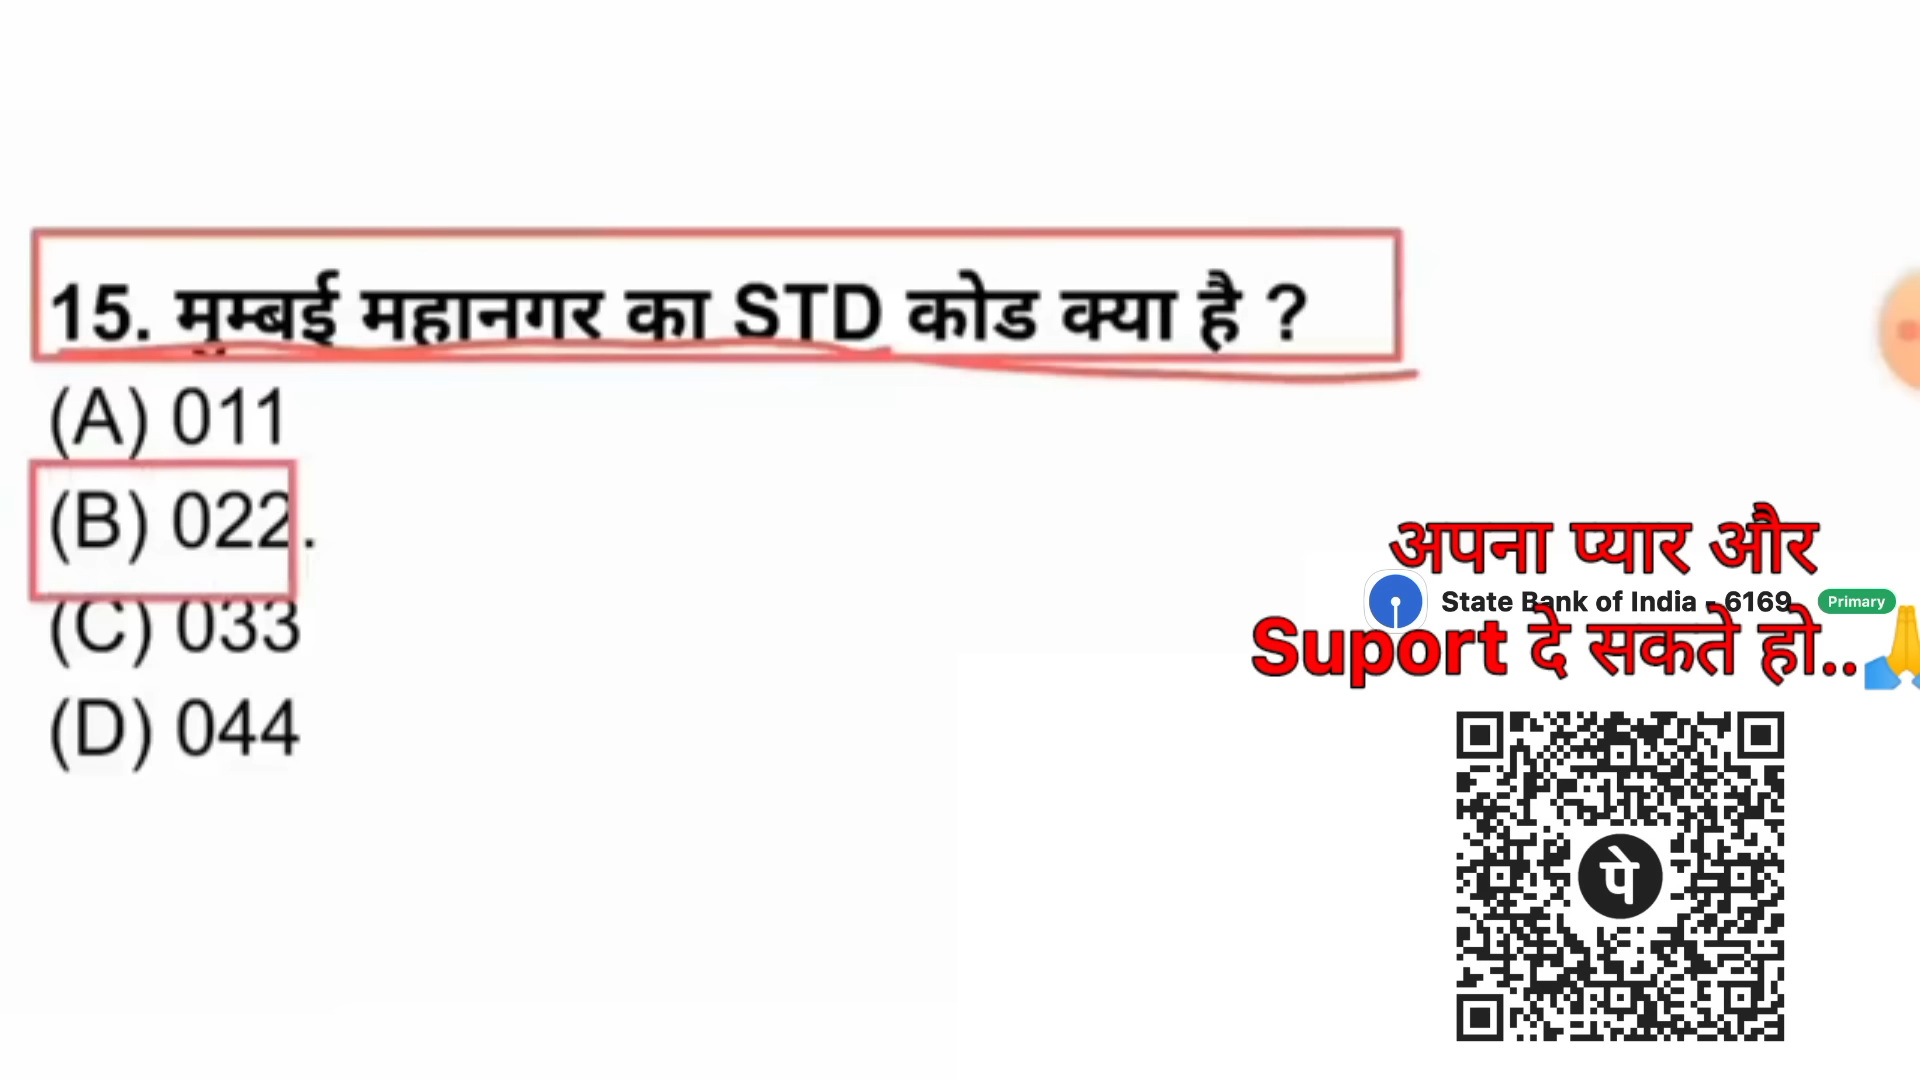 15. मुम्बई महानगर का STD कोड क्या है ?
(A) 011
(B) 022.
(C) 033
(D) 044
अपना प्यार और
State Bank of India - 6169
Primary
Suport दे सकते हो..🙏
पे